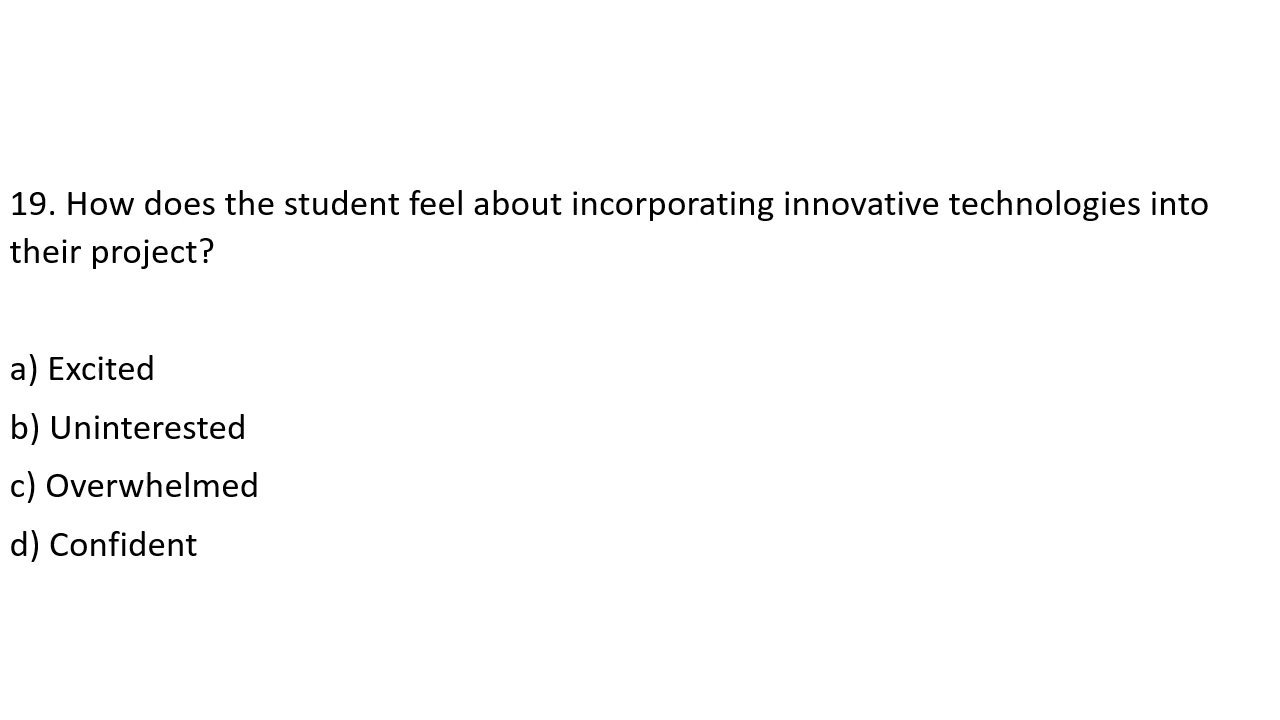 19. How does the student feel about incorporating innovative technologies into
their project?
a) Excited
b) Uninterested
c) Overwhelmed
d) Confident